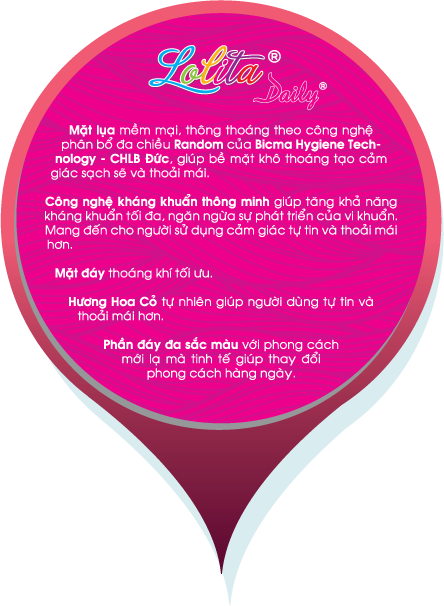 Lolita®
Daily®
Mặt lụa mềm mại, thông thoáng theo công nghệ
phân bổ đa chiều Random của Bicma Hygiene Tech-
nology - CHLB Đức, giúp bề mặt khô thoáng tạo cảm
giác sạch sẽ và thoải mái.
Công nghệ kháng khuẩn thông minh giúp tăng khả năng
kháng khuẩn tối đa, ngăn ngừa sự phát triển của vi khuẩn.
Mang đến cho người sử dụng cảm giác tự tin và thoải mái
hơn.
Mặt đáy thoáng khí tối ưu.
Hương Hoa Cỏ tự nhiên giúp người dùng tự tin và
thoải mái hơn.
Phần đáy đa sắc màu với phong cách
mới lạ mà tinh tế giúp thay đổi
phong cách hàng ngày.